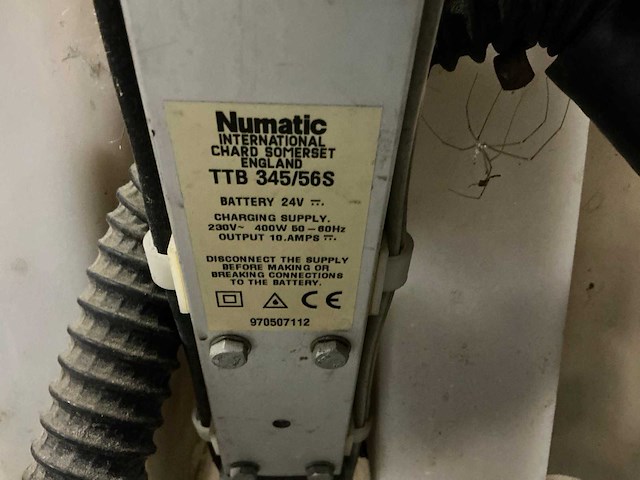 Numatic
INTERNATIONAL
CHARD SOMERSET
ENGLAND
TTB 345/56S
BATTERY 24V ⎓
CHARGING SUPPLY.
230V~ 400W 50-60Hz
OUTPUT 10.AMPS ⎓
DISCONNECT THE SUPPLY
BEFORE MAKING OR
BREAKING CONNECTIONS
TO THE BATTERY.
CE
970507112